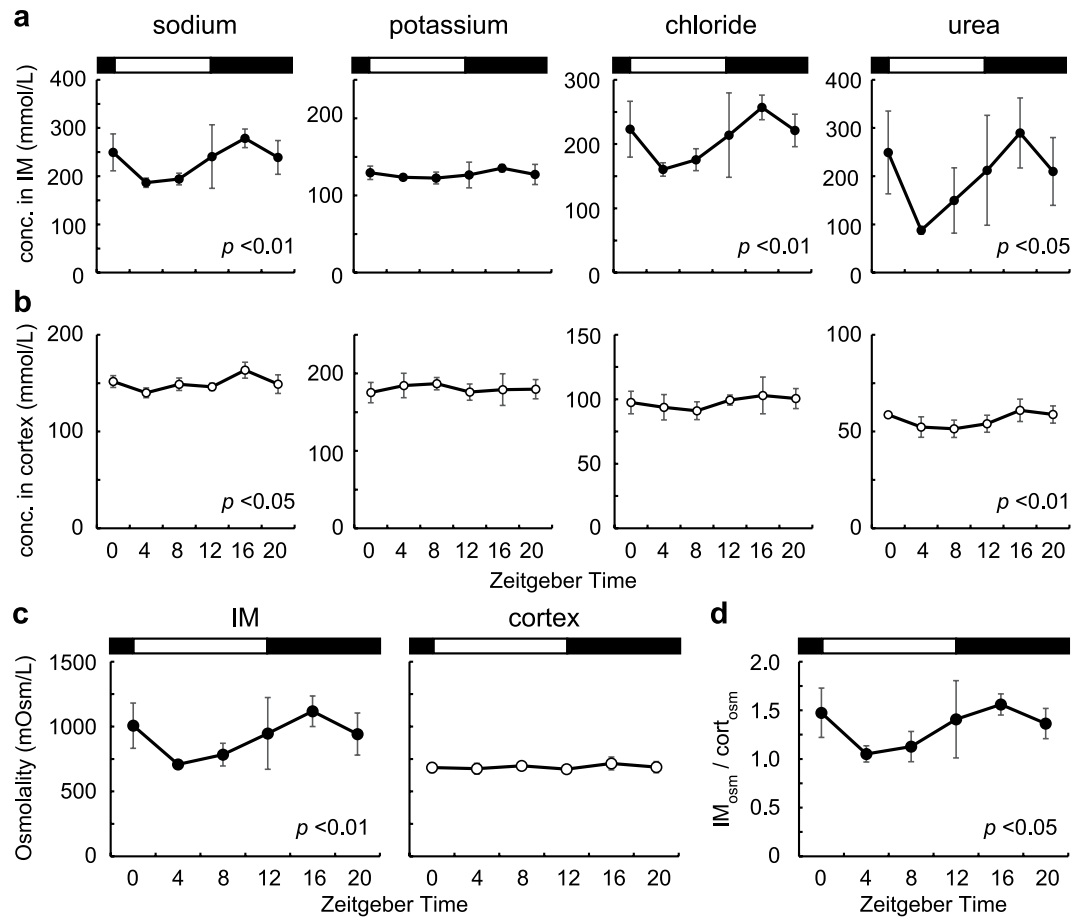 a
sodium
potassium
chloride
urea
conc. in IM (mmol/L)
400
300
200
100
0
p <0.01
200
100
0
300
200
100
0
p <0.01
400
300
200
100
0
p <0.05
b
conc. in cortex (mmol/L)
200
100
0
p <0.05
0 4 8 12 16 20
200
100
0
0 4 8 12 16 20
150
100
50
25
0
0 4 8 12 16 20
100
50
0
p <0.01
0 4 8 12 16 20
Zeitgeber Time
c
IM
cortex
Osmolality (mOsm/L)
1500
1000
500
0
p <0.01
0 4 8 12 16 20
0 4 8 12 16 20
Zeitgeber Time
d
IMosm / cortosm
2.0
1.5
1.0
0.5
0
p <0.05
0 4 8 12 16 20
Zeitgeber Time